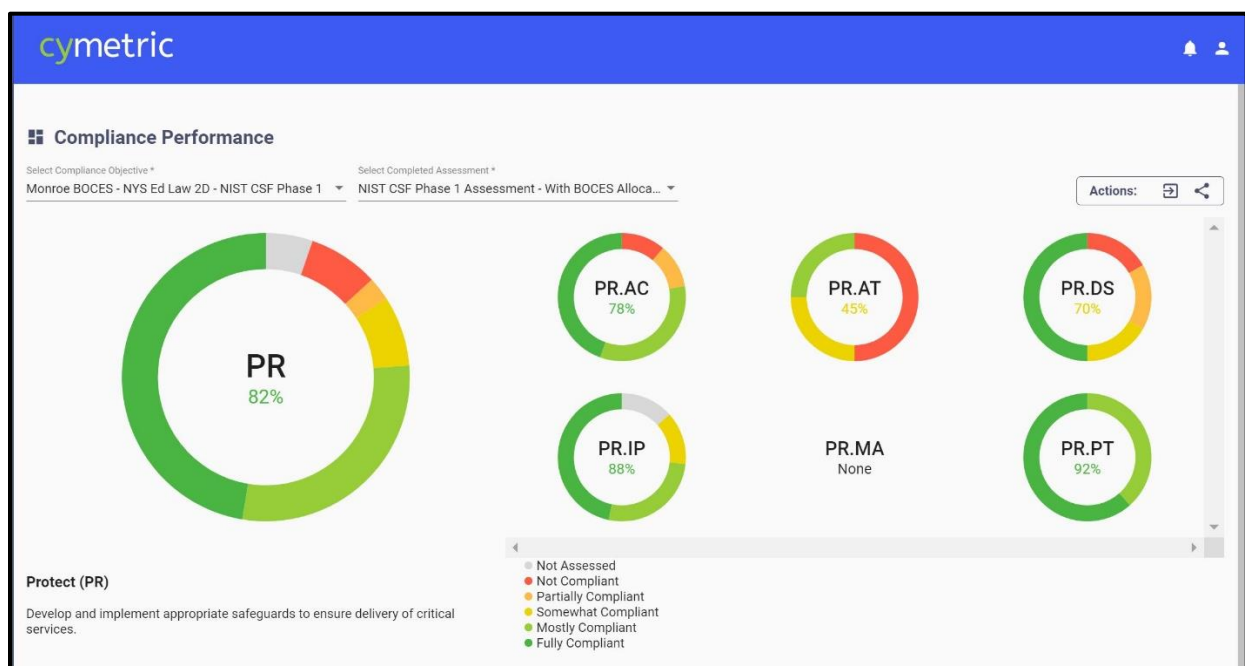 cymetric
Compliance Performance
Select Compliance Objective *
Monroe BOCES - NYS Ed Law 2D - NIST CSF Phase 1
Select Completed Assessment *
NIST CSF Phase 1 Assessment - With BOCES Alloca...
Actions:
PR
82%
PR.AC
78%
PR.AT
45%
PR.DS
70%
PR.IP
88%
PR.MA
None
PR.PT
92%
Protect (PR)
Develop and implement appropriate safeguards to ensure delivery of critical
services.
Not Assessed
Not Compliant
Partially Compliant
Somewhat Compliant
Mostly Compliant
Fully Compliant